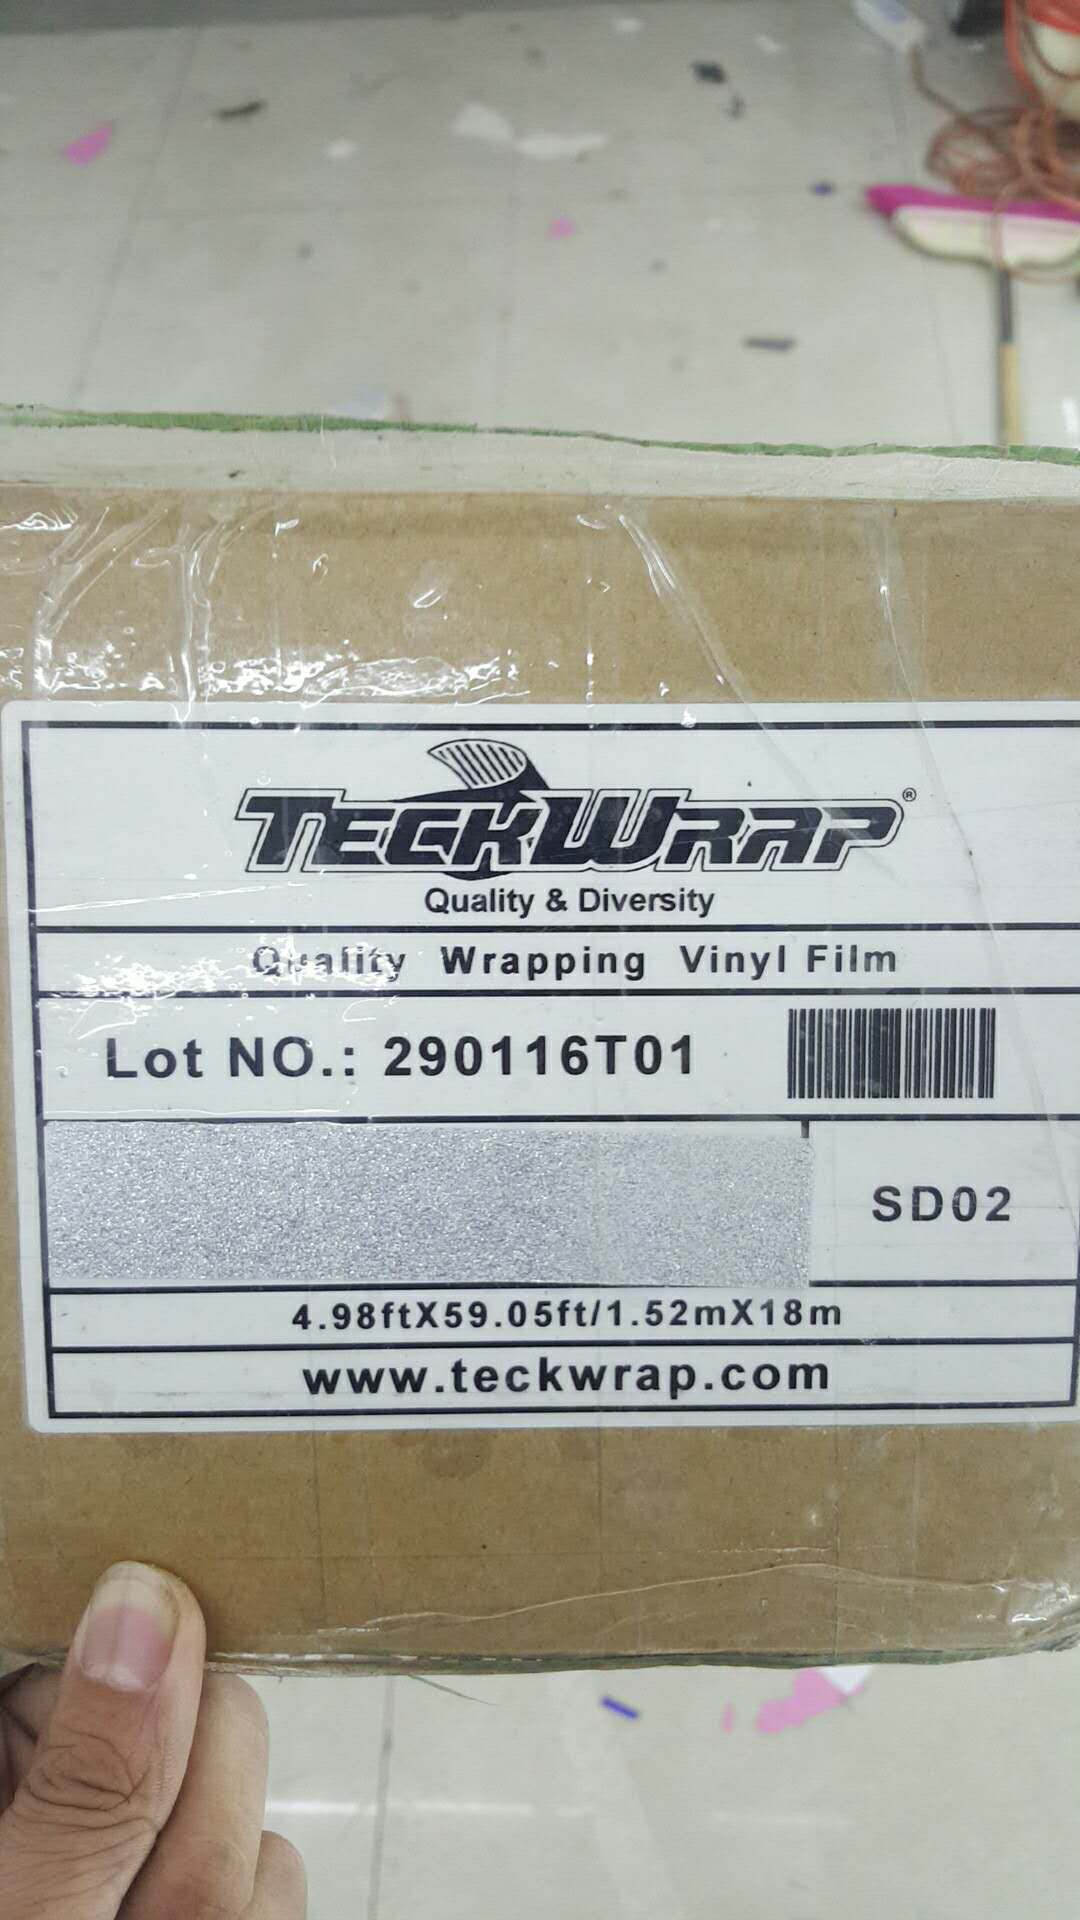 TECKWRAP®
Quality & Diversity
Quality Wrapping Vinyl Film
Lot NO.: 290116T01
SD02
4.98ftX59.05ft/1.52mX18m
www.teckwrap.com